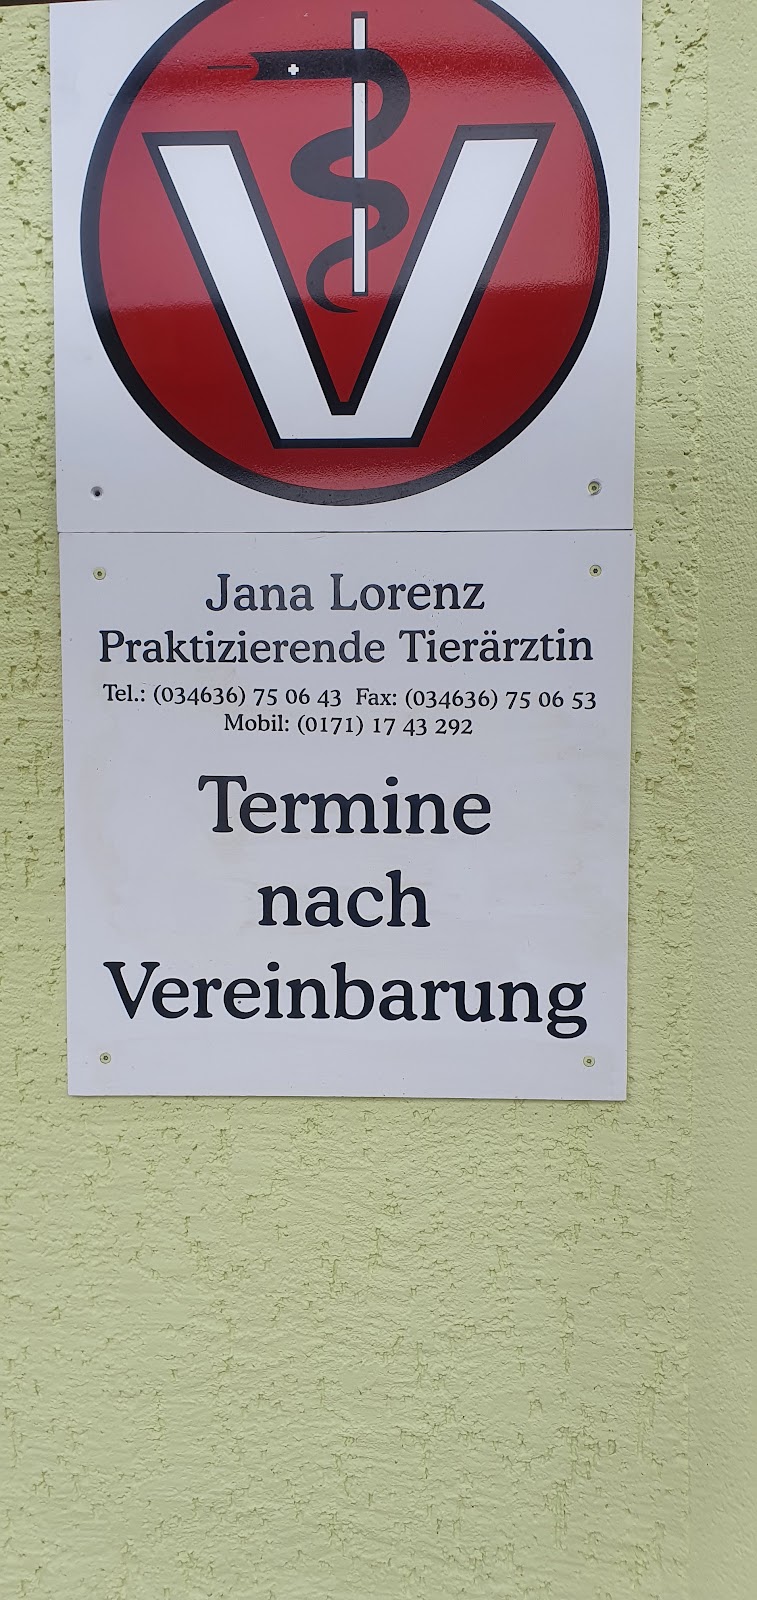 V
Jana Lorenz
Praktizierende Tierärztin
Tel.: (034636) 75 06 43 Fax: (034636) 75 06 53
Mobil: (0171) 17 43 292
Termine
nach
Vereinbarung